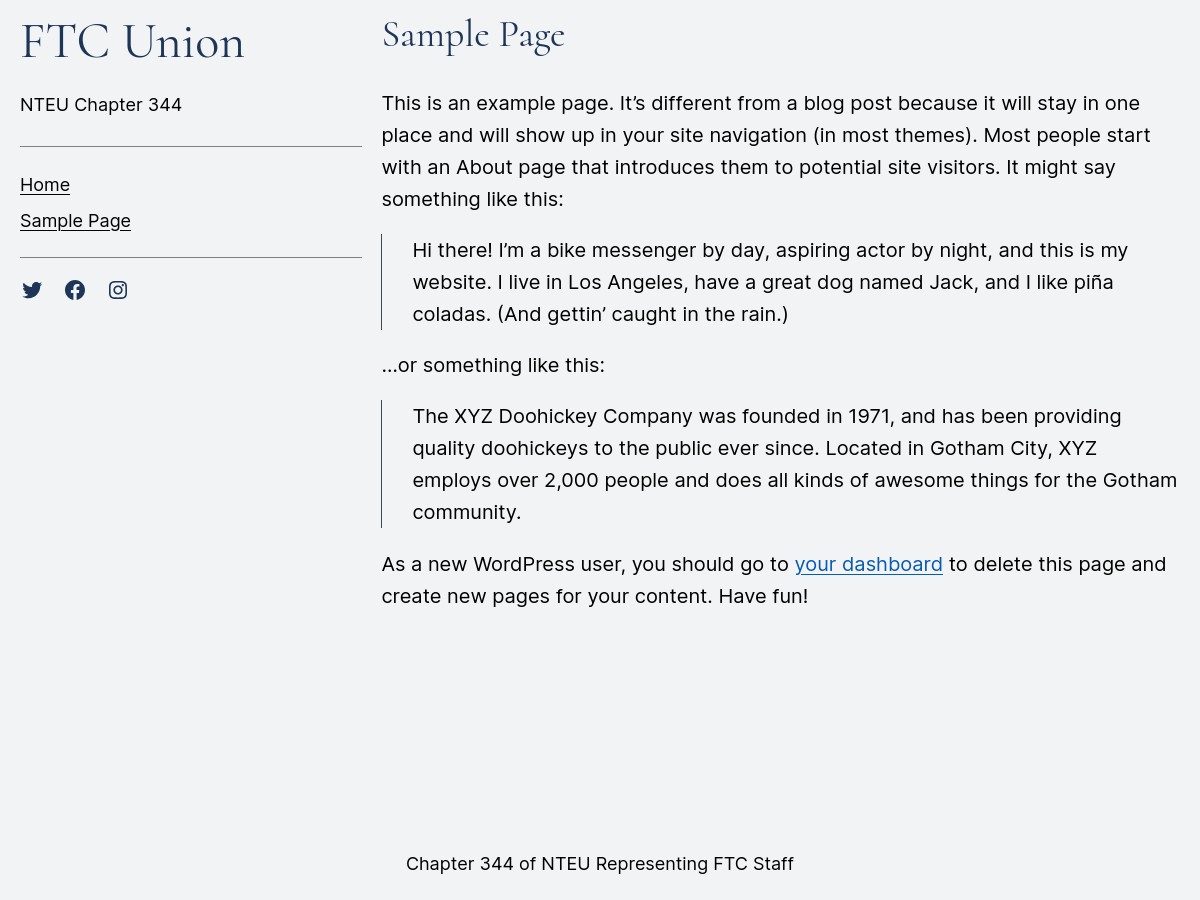 FTC Union
NTEU Chapter 344
Home
Sample Page
Sample Page
This is an example page. It’s different from a blog post because it will stay in one
place and will show up in your site navigation (in most themes). Most people start
with an About page that introduces them to potential site visitors. It might say
something like this:
Hi there! I’m a bike messenger by day, aspiring actor by night, and this is my
website. I live in Los Angeles, have a great dog named Jack, and I like piña
coladas. (And gettin’ caught in the rain.)
…or something like this:
The XYZ Doohickey Company was founded in 1971, and has been providing
quality doohickeys to the public ever since. Located in Gotham City, XYZ
employs over 2,000 people and does all kinds of awesome things for the Gotham
community.
As a new WordPress user, you should go to your dashboard to delete this page and
create new pages for your content. Have fun!
Chapter 344 of NTEU Representing FTC Staff